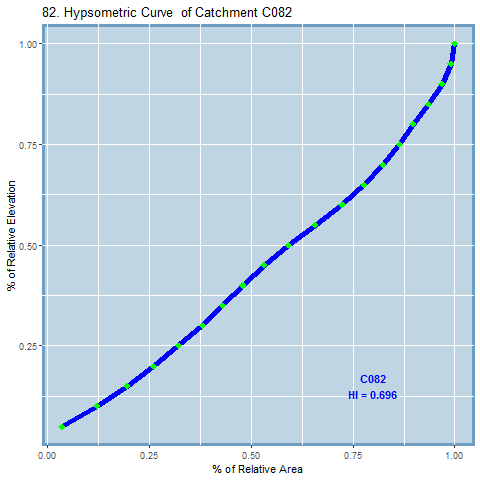 82. Hypsometric Curve  of Catchment C082
1.00
0.75
0.50
0.25
% of Relative Elevation
C082
HI = 0.696
0.00 0.25 0.50 0.75 1.00
% of Relative Area